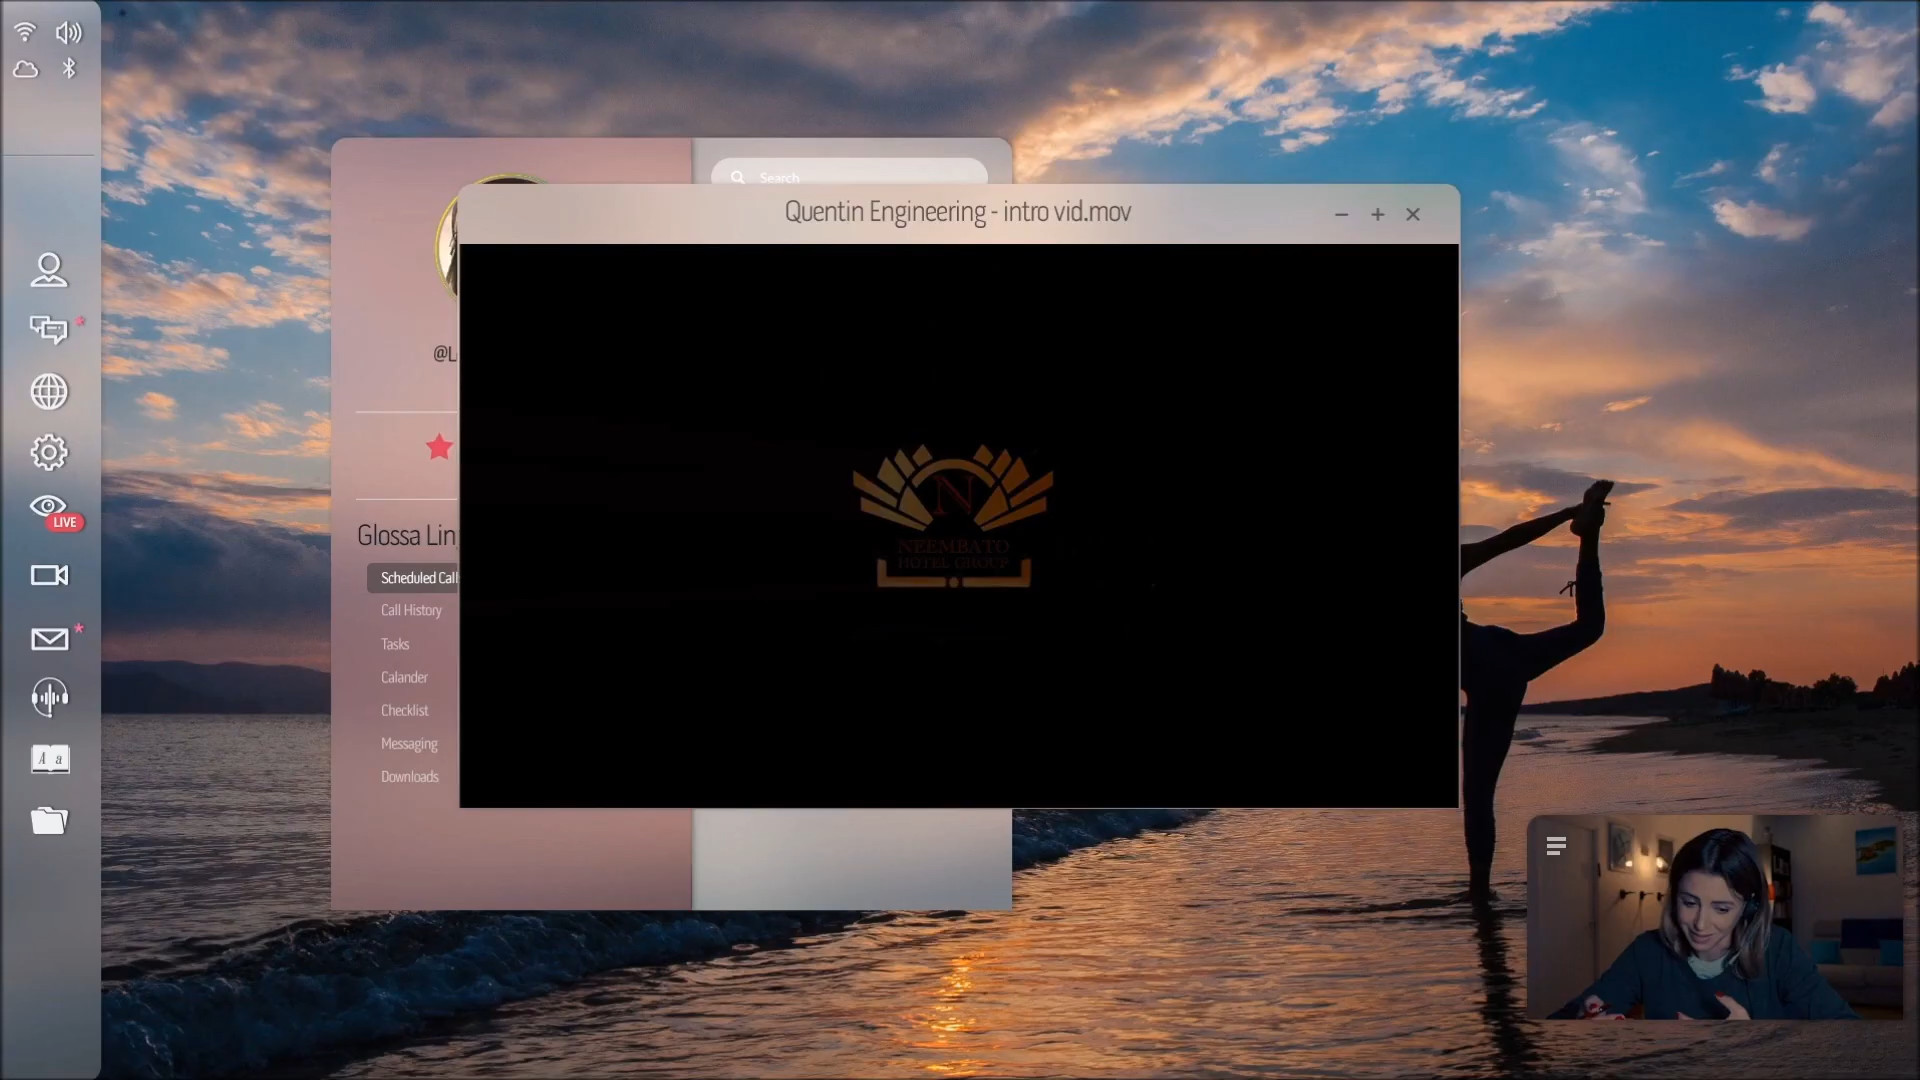 Search
Quentin Engineering - intro vid.mov
@L
LIVE
Glossa Lin
Scheduled Call
Call History
Tasks
Calander
Checklist
Messaging
Downloads
N
NEEMBATO
HOTEL GROUP
A a